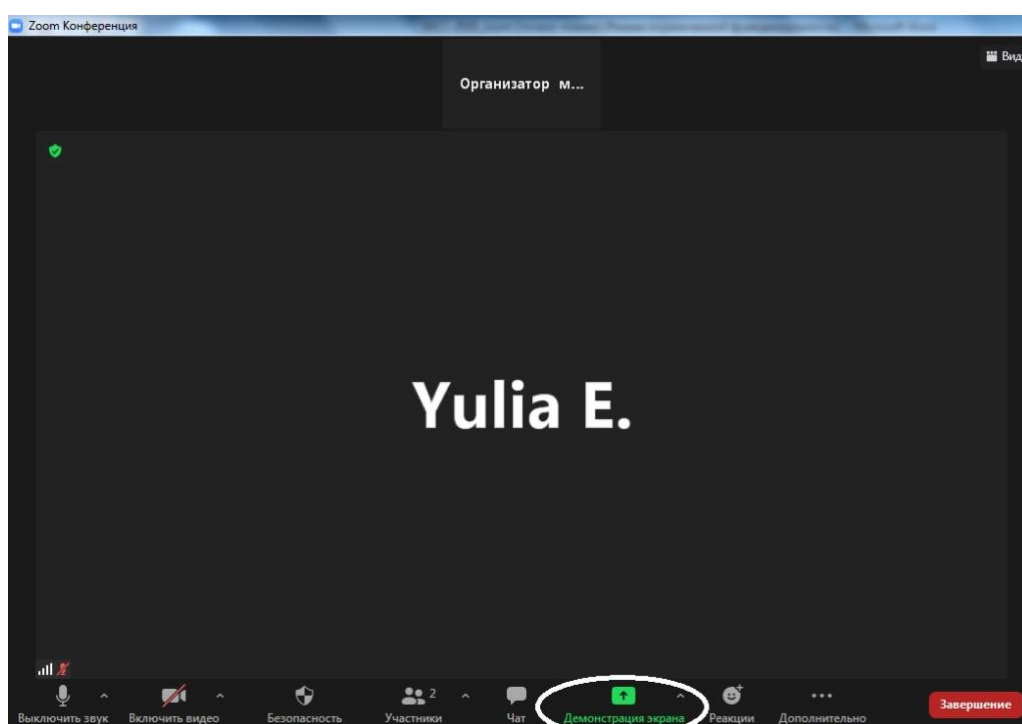 Zoom Конференция
Вид
Организатор м...
Yulia E.
2
Выключить звук Включить видео Безопасность Участники Чат Демонстрация экрана Реакции Дополнительно
Завершение